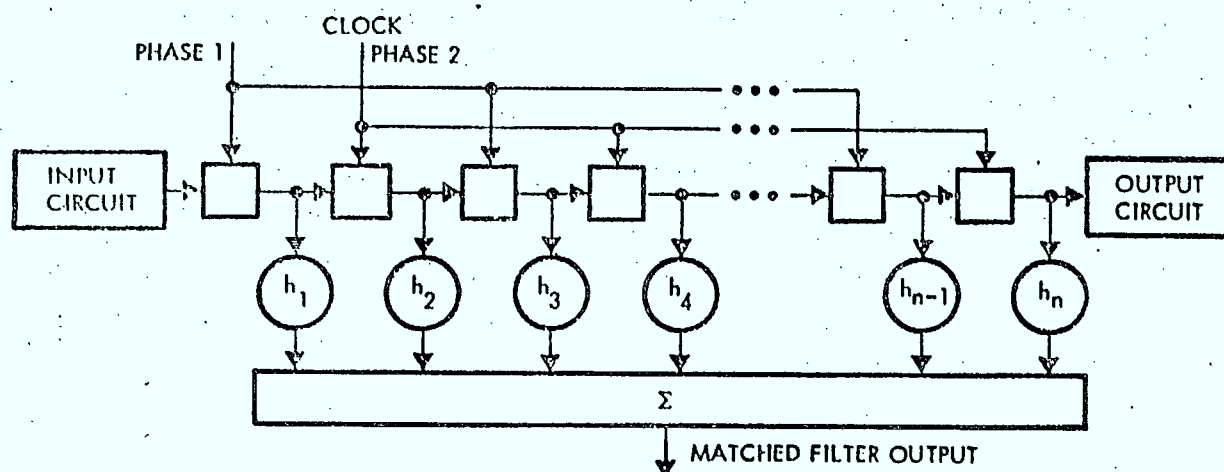 CLOCK
PHASE 1
PHASE 2
INPUT
CIRCUIT
OUTPUT
CIRCUIT
h1
h2
h3
h4
hn-1
hn
Σ
MATCHED FILTER OUTPUT